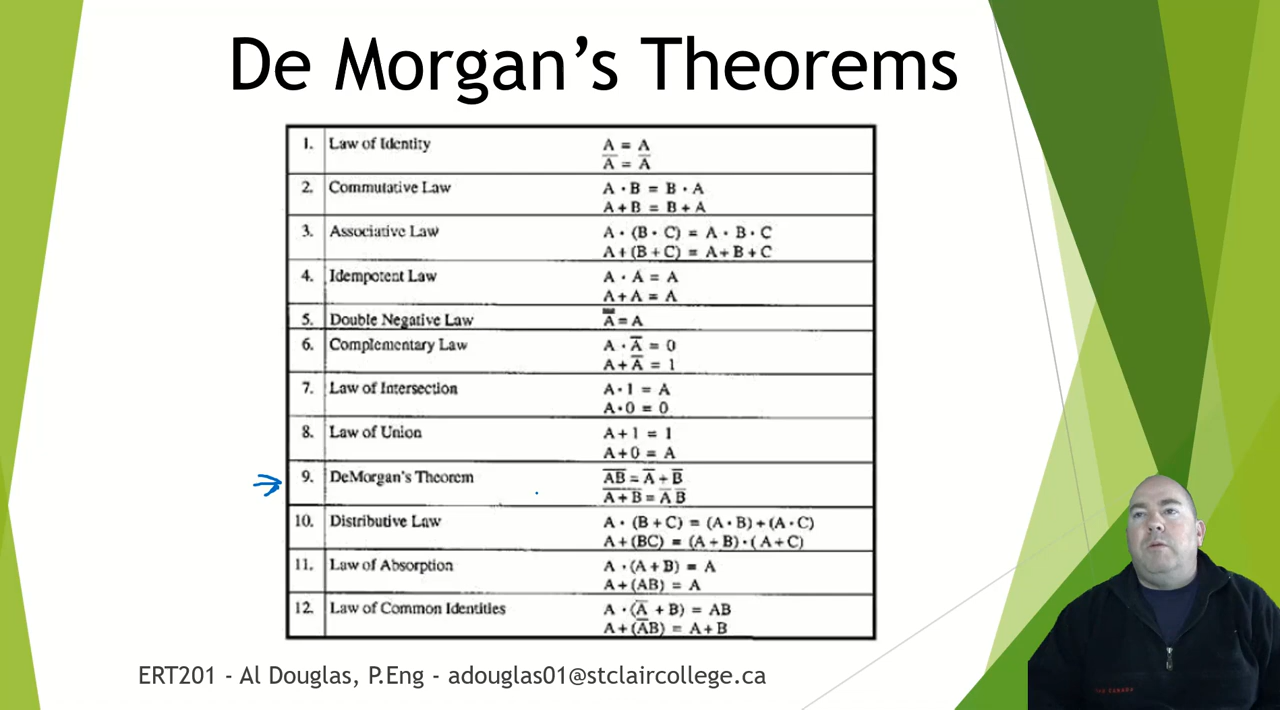 De Morgan's Theorems
1. Law of Identity A = A
A̅ = A̅
2. Commutative Law A · B = B · A
A + B = B + A
3. Associative Law A · (B · C) = A · B · C
A + (B + C) = A + B + C
4. Idempotent Law A · A = A
A + A = A
5. Double Negative Law A̿ = A
6. Complementary Law A · A̅ = 0
A + A̅ = 1
7. Law of Intersection A · 1 = A
A · 0 = 0
8. Law of Union A + 1 = 1
A + 0 = A
9. DeMorgan's Theorem A̅B̅ = A̅ + B̅
A̅ ̅+̅ ̅B̅ = A̅ B̅
10. Distributive Law A · (B + C) = (A · B) + (A · C)
A + (BC) = (A + B) · (A + C)
11. Law of Absorption A · (A + B) = A
A + (AB) = A
12. Law of Common Identities A · (A̅ + B) = AB
A + (A̅B) = A + B
ERT201 - Al Douglas, P.Eng - adouglas01@stclaircollege.ca